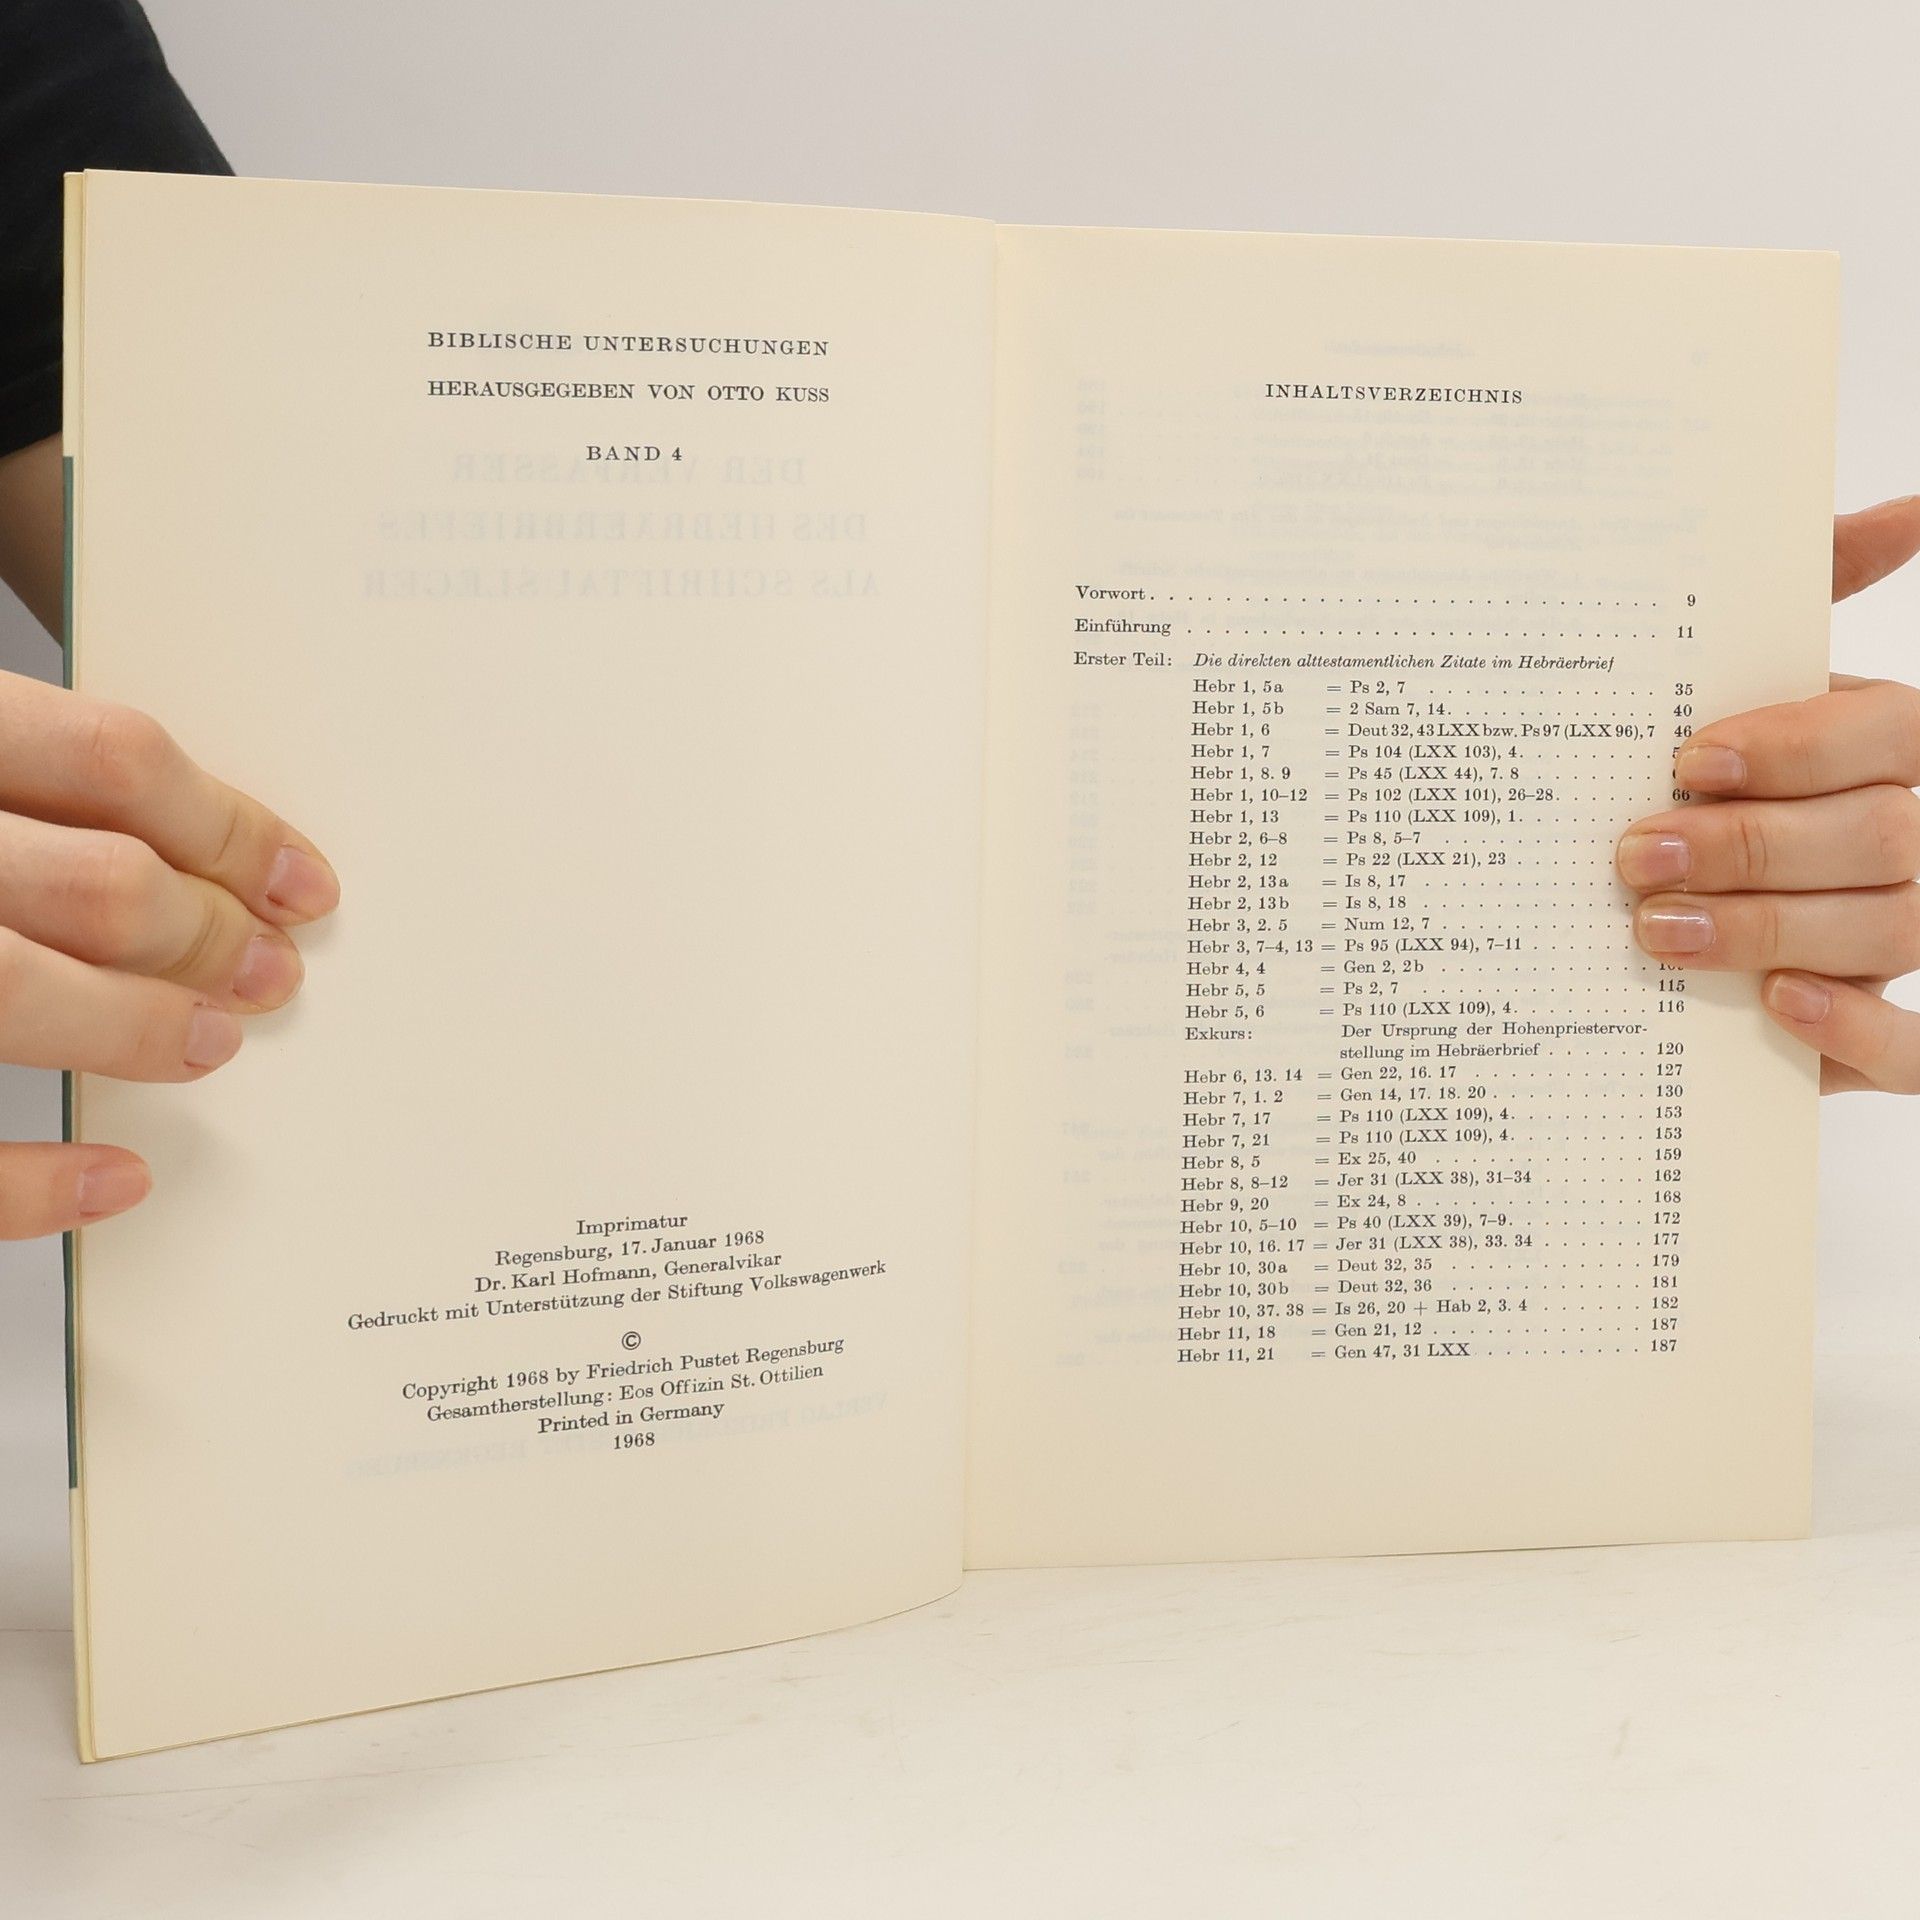 BIBLISCHE UNTERSUCHUNGEN
HERAUSGEGEBEN VON OTTO KUSS
BAND 4
Imprimatur
Regensburg, 17. Januar 1968
Dr. Karl Hofmann, Generalvikar
Gedruckt mit Unterstützung der Stiftung Volkswagenwerk
©
Copyright 1968 by Friedrich Pustet Regensburg
Gesamtherstellung: Eos Offizin St. Ottilien
Printed in Germany
1968
INHALTSVERZEICHNIS
Vorwort . . . . . . . . . . . . . . . . . . . . 9
Einführung . . . . . . . . . . . . . . . . . . . . 11
Erster Teil: Die direkten alttestamentlichen Zitate im Hebräerbrief
Hebr 1, 5a = Ps 2, 7 . . . . . . . . . . . . 35
Hebr 1, 5b = 2 Sam 7, 14. . . . . . . . . . . 40
Hebr 1, 6 = Deut 32, 43 LXX bzw. Ps 97 (LXX 96), 7 46
Hebr 1, 7 = Ps 104 (LXX 103), 4. . . . . . . .
Hebr 1, 8. 9 = Ps 45 (LXX 44), 7. 8 . . . . . . .
Hebr 1, 10–12 = Ps 102 (LXX 101), 26–28. . . . . . 66
Hebr 1, 13 = Ps 110 (LXX 109), 1. . . . . . .
Hebr 2, 6–8 = Ps 8, 5–7 . . . . . . . . . .
Hebr 2, 12 = Ps 22 (LXX 21), 23 . . . . . .
Hebr 2, 13a = Is 8, 17 . . . . . . . . . . .
Hebr 2, 13b = Is 8, 18 . . . . . . . . . . .
Hebr 3, 2. 5 = Num 12, 7 . . . . . . . . . .
Hebr 3, 7–4, 13 = Ps 95 (LXX 94), 7–11 . . . . . .
Hebr 4, 4 = Gen 2, 2b . . . . . . . . . . .
Hebr 5, 5 = Ps 2, 7 . . . . . . . . . . . . 115
Hebr 5, 6 = Ps 110 (LXX 109), 4. . . . . . . . 116
Exkurs: Der Ursprung der Hohenpriestervor-
stellung im Hebräerbrief . . . . . . 120
Hebr 6, 13. 14 = Gen 22, 16. 17 . . . . . . . . . . 127
Hebr 7, 1. 2 = Gen 14, 17. 18. 20 . . . . . . . . . 130
Hebr 7, 17 = Ps 110 (LXX 109), 4. . . . . . . . 153
Hebr 7, 21 = Ps 110 (LXX 109), 4. . . . . . . . 153
Hebr 8, 5 = Ex 25, 40 . . . . . . . . . . . 159
Hebr 8, 8–12 = Jer 31 (LXX 38), 31–34 . . . . . . 162
Hebr 9, 20 = Ex 24, 8 . . . . . . . . . . . . 168
Hebr 10, 5–10 = Ps 40 (LXX 39), 7–9. . . . . . . . 172
Hebr 10, 16. 17 = Jer 31 (LXX 38), 33. 34 . . . . . . 177
Hebr 10, 30a = Deut 32, 35 . . . . . . . . . . . 179
Hebr 10, 30b = Deut 32, 36 . . . . . . . . . . . 181
Hebr 10, 37. 38 = Is 26, 20 + Hab 2, 3. 4 . . . . . . 182
Hebr 11, 18 = Gen 21, 12 . . . . . . . . . . . 187
Hebr 11, 21 = Gen 47, 31 LXX . . . . . . . . . 187